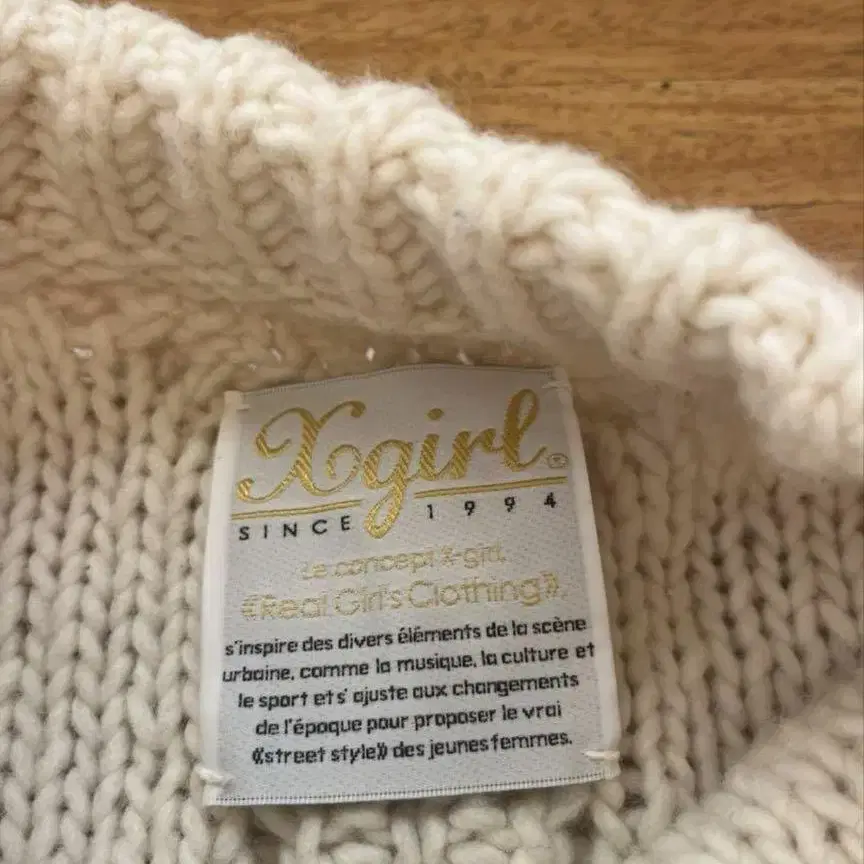 X-girl®
SINCE 1994
Le concept X-girl,
《Real Girl's Clothing》,
s'inspire des divers éléments de la scène
urbaine, comme la musique, la culture et
le sport et s' ajuste aux changements
de l'époque pour proposer le vrai
《street style》 des jeunes femmes.